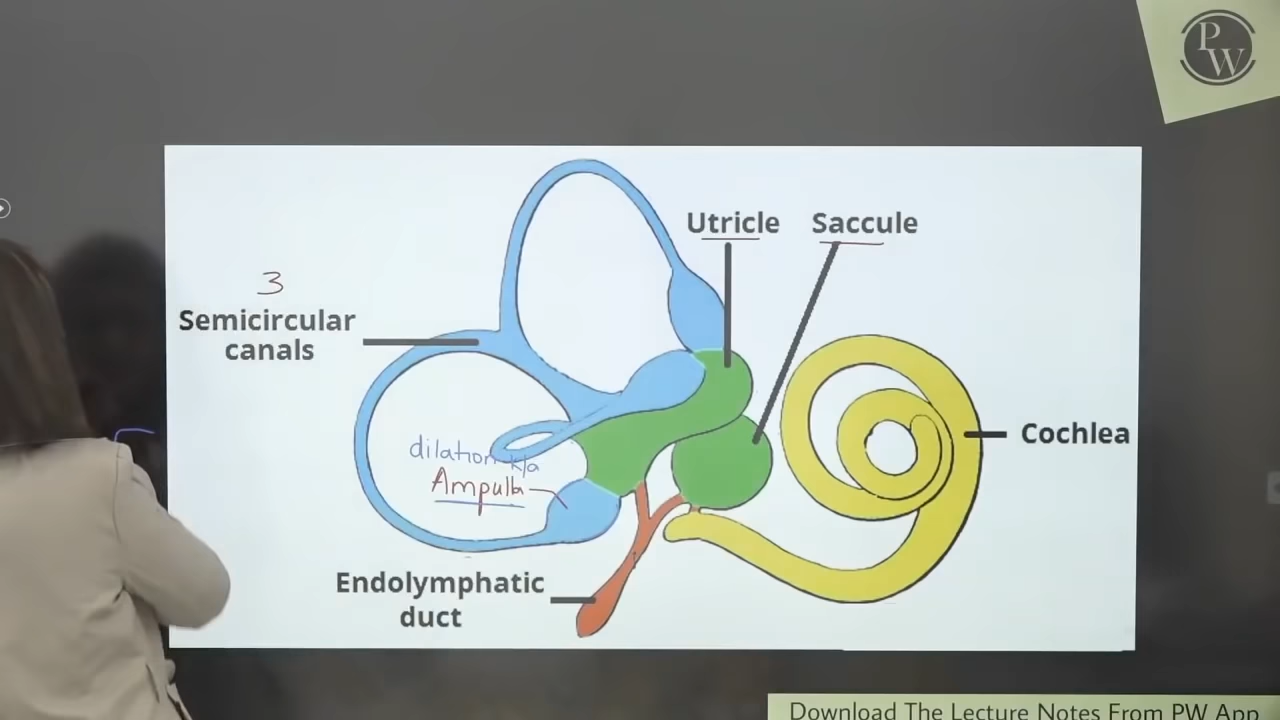 PW
Utricle
Saccule
3
Semicircular
canals
Cochlea
dilation k/a
Ampulla
Endolymphatic
duct
Download The Lecture Notes From PW App